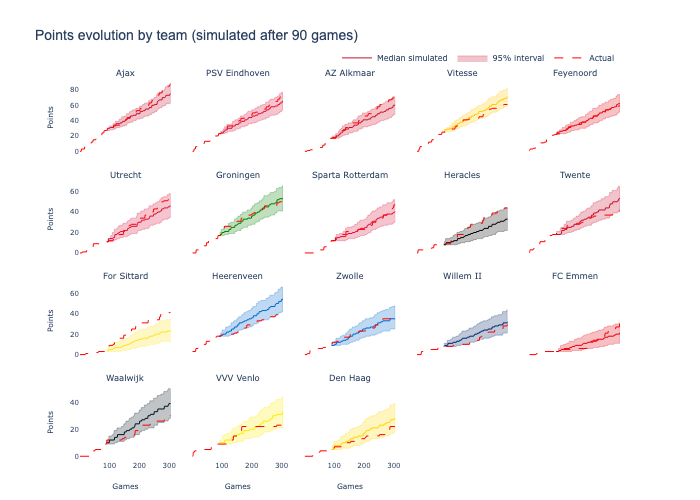 Points evolution by team (simulated after 90 games)
Median simulated 95% interval Actual
Ajax PSV Eindhoven AZ Alkmaar Vitesse Feyenoord
80
60
40
20
0
Points
Utrecht Groningen Sparta Rotterdam Heracles Twente
60
40
20
0
Points
For Sittard Heerenveen Zwolle Willem II FC Emmen
60
40
20
0
Points
Waalwijk VVV Venlo Den Haag
40
20
0
Points
100 200 300 100 200 300 100 200 300
Games Games Games